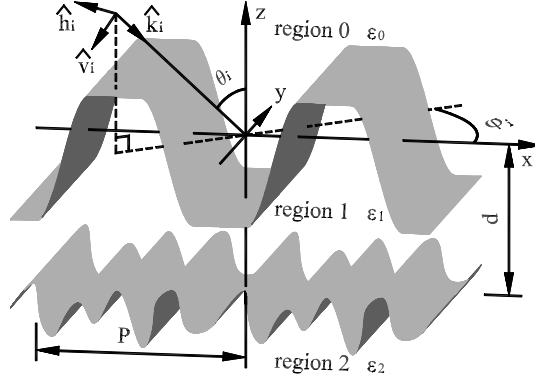 z
region 0 ε₀
ĥᵢ
k̂ᵢ
v̂ᵢ
θᵢ
y
φᵢ
x
region 1 ε₁
d
P
region 2 ε₂